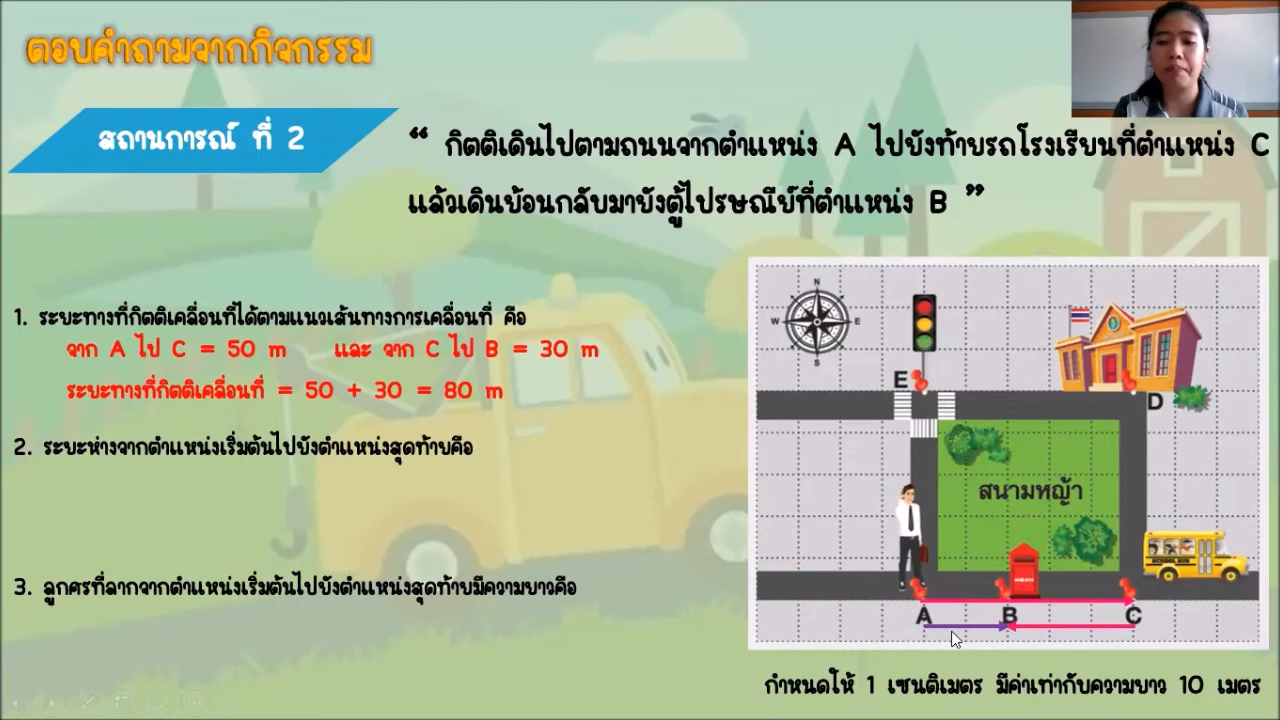 ตอบคำถามจากกิจกรรม
สถานการณ์ ที่ 2
“ กิตติเดินไปตามถนนจากตำแหน่ง A ไปยังท้ายรถโรงเรียนที่ตำแหน่ง C
แล้วเดินย้อนกลับมายังตู้ไปรษณีย์ที่ตำแหน่ง B ”
1. ระยะทางที่กิตติเคลื่อนที่ได้ตามแนวเส้นทางการเคลื่อนที่ คือ
จาก A ไป C = 50 m และ จาก C ไป B = 30 m
ระยะทางที่กิตติเคลื่อนที่ = 50 + 30 = 80 m
2. ระยะห่างจากตำแหน่งเริ่มต้นไปยังตำแหน่งสุดท้ายคือ
3. ลูกศรที่ลากจากตำแหน่งเริ่มต้นไปยังตำแหน่งสุดท้ายมีความยาวคือ
N
W E
S
E
D
สนามหญ้า
SCHOOL BUS
A B C
กำหนดให้ 1 เซนติเมตร มีค่าเท่ากับความยาว 10 เมตร